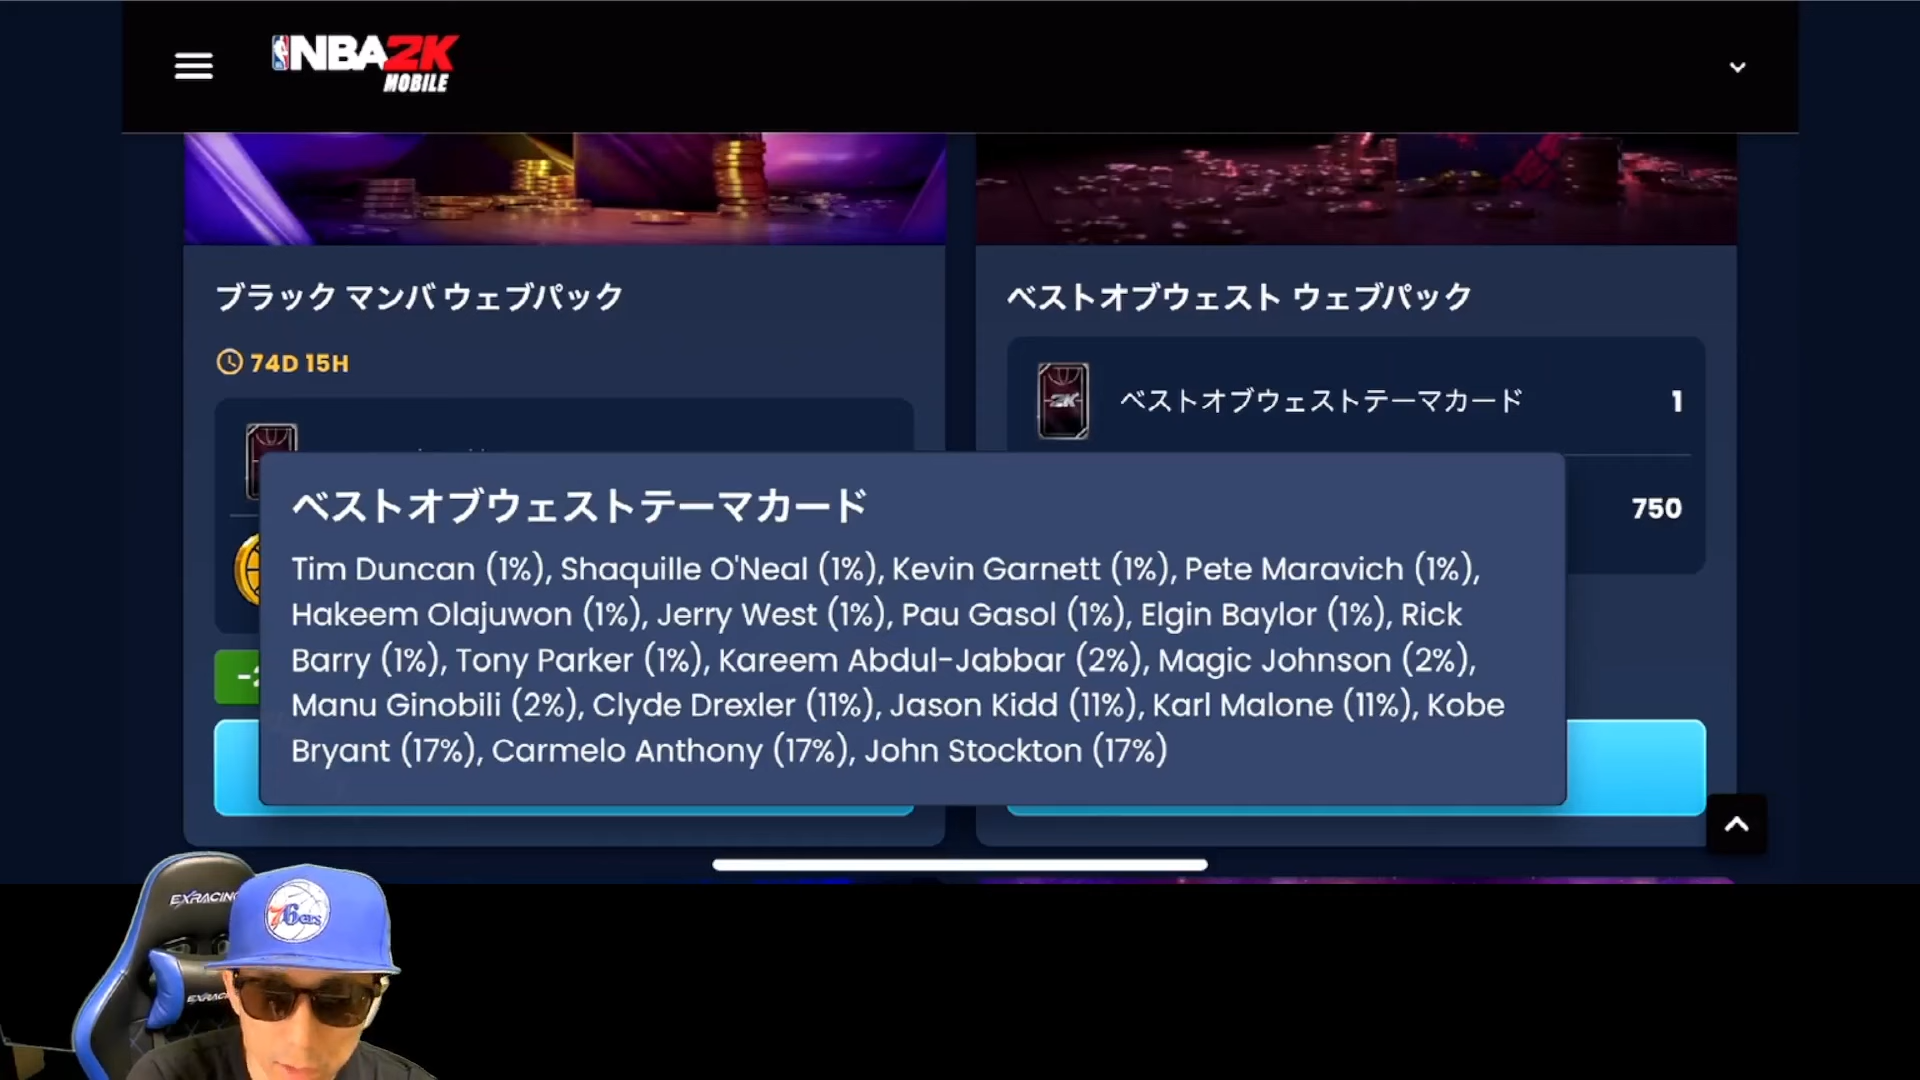 NBA2K
MOBILE
ブラック マンバ ウェブパック
74D 15H
ベストオブウェスト ウェブパック
2K
ベストオブウェストテーマカード
1
750
ベストオブウェストテーマカード
Tim Duncan (1%), Shaquille O'Neal (1%), Kevin Garnett (1%), Pete Maravich (1%),
Hakeem Olajuwon (1%), Jerry West (1%), Pau Gasol (1%), Elgin Baylor (1%), Rick
Barry (1%), Tony Parker (1%), Kareem Abdul-Jabbar (2%), Magic Johnson (2%),
Manu Ginobili (2%), Clyde Drexler (11%), Jason Kidd (11%), Karl Malone (11%), Kobe
Bryant (17%), Carmelo Anthony (17%), John Stockton (17%)
EXRACING
76ers